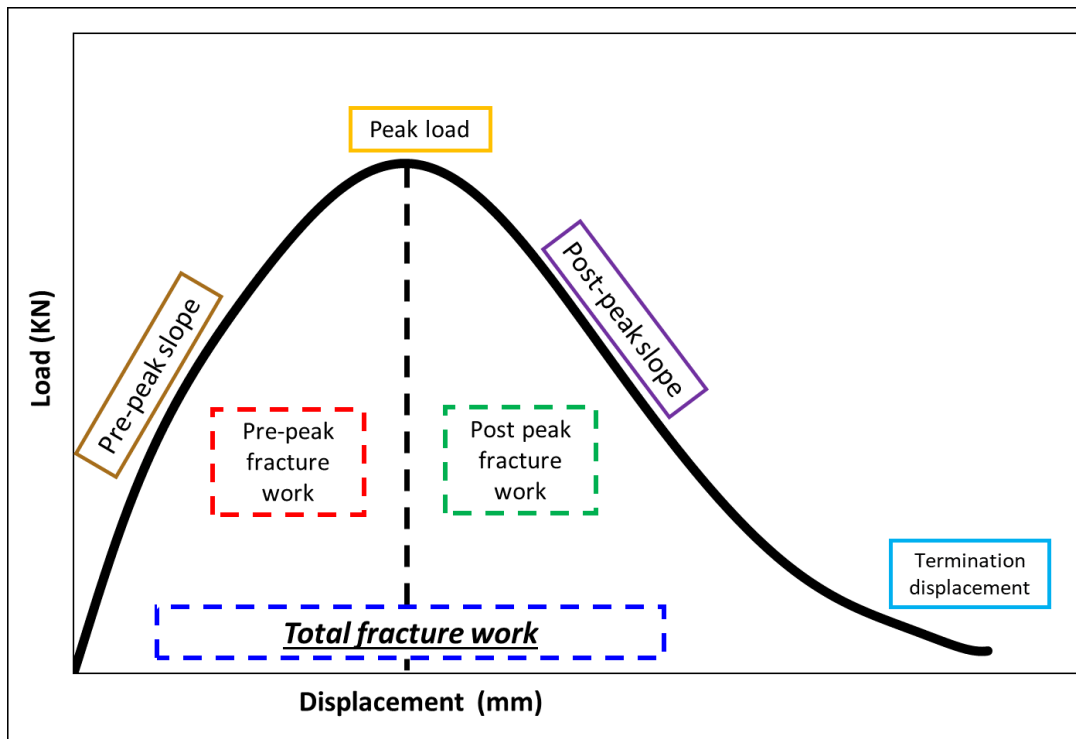 Peak load
Load (KN)
Pre-peak slope
Post-peak slope
Pre-peak
fracture
work
Post peak
fracture
work
Termination
displacement
Total fracture work
Displacement (mm)